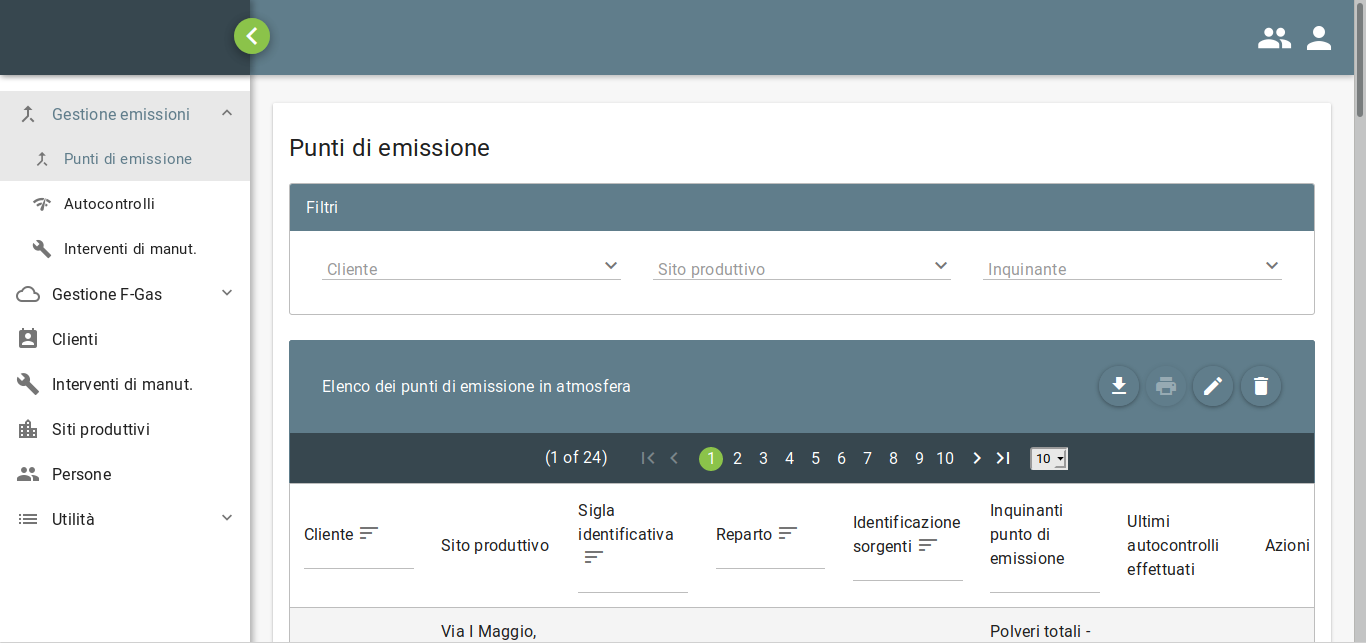 Gestione emissioni
Punti di emissione
Autocontrolli
Interventi di manut.
Gestione F-Gas
Clienti
Interventi di manut.
Siti produttivi
Persone
Utilità
Punti di emissione
Filtri
Cliente Sito produttivo Inquinante
Elenco dei punti di emissione in atmosfera
(1 of 24) 1 2 3 4 5 6 7 8 9 10 10
Cliente
Sito produttivo
Sigla
identificativa
Reparto
Identificazione
sorgenti
Inquinanti
punto di
emissione
Ultimi
autocontrolli
effettuati
Azioni
Via I Maggio,
Polveri totali -